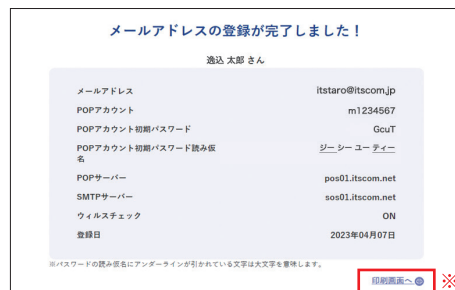 メールアドレスの登録が完了しました!
逸込 太郎 さん
メールアドレス itstaro@itscom.jp
POPアカウント m1234567
POPアカウント初期パスワード GcuT
POPアカウント初期パスワード読み仮 ジー シー ユー ティー
名
POPサーバー pos01.itscom.net
SMTPサーバー sos01.itscom.net
ウィルスチェック ON
登録日 2023年04月07日
※パスワードの読み仮名にアンダーラインが引かれている文字は大文字を意味します。
印刷画面へ ※